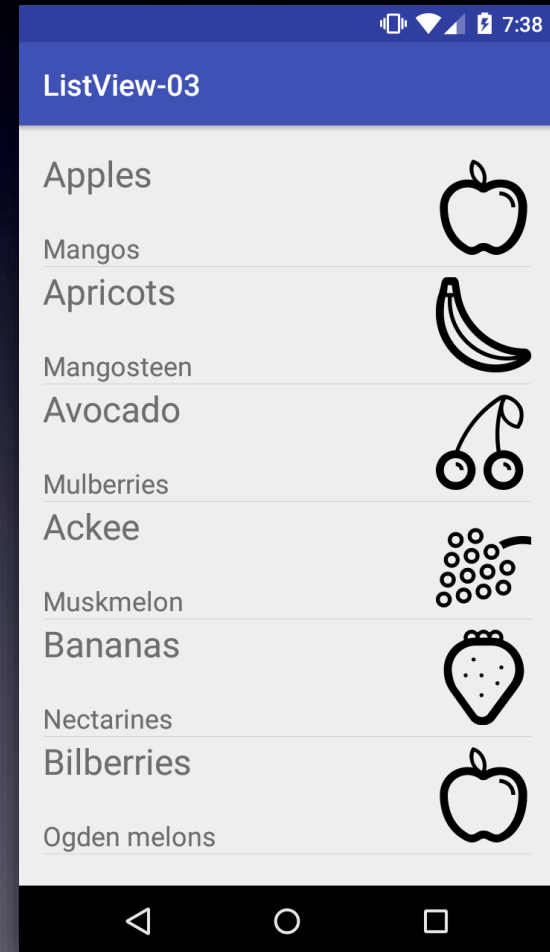 7:38
ListView-03
Apples
Mangos
Apricots
Mangosteen
Avocado
Mulberries
Ackee
Muskmelon
Bananas
Nectarines
Bilberries
Ogden melons